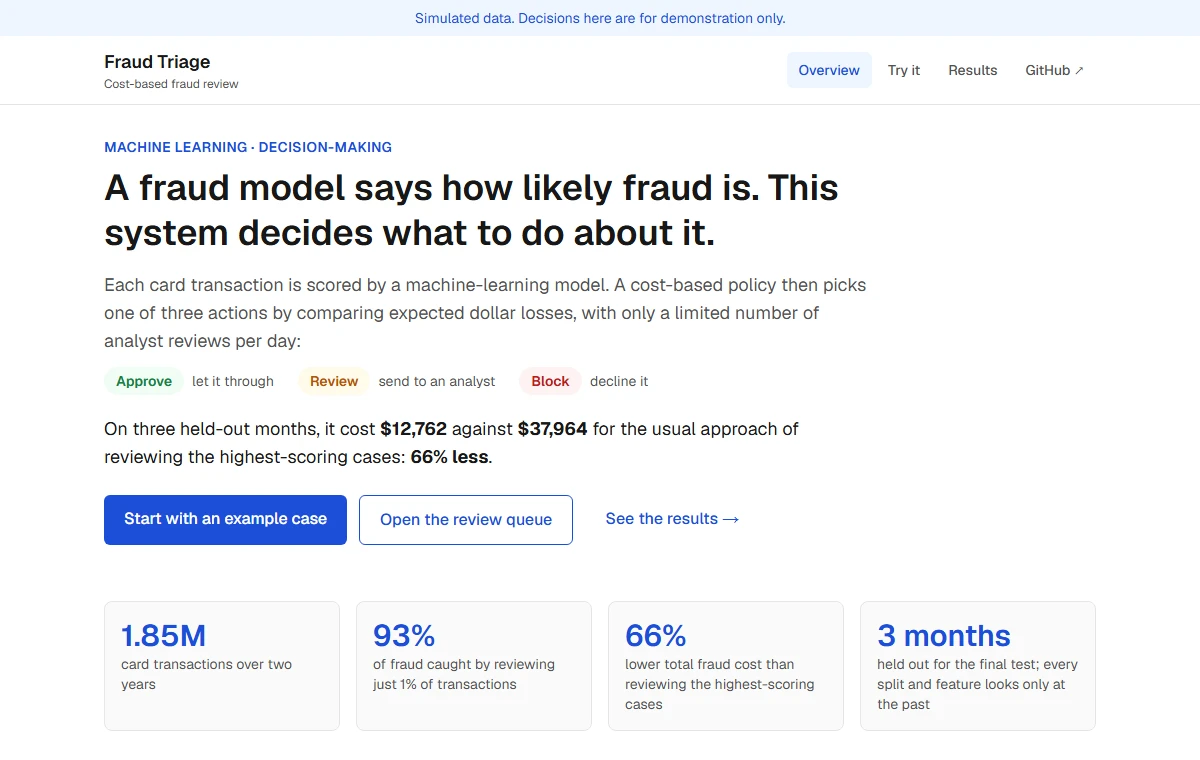 Simulated data. Decisions here are for demonstration only.
Fraud Triage
Cost-based fraud review
Overview
Try it
Results
GitHub ↗
MACHINE LEARNING · DECISION-MAKING
A fraud model says how likely fraud is. This
system decides what to do about it.
Each card transaction is scored by a machine-learning model. A cost-based policy then picks
one of three actions by comparing expected dollar losses, with only a limited number of
analyst reviews per day:
Approve let it through Review send to an analyst Block decline it
On three held-out months, it cost $12,762 against $37,964 for the usual approach of
reviewing the highest-scoring cases: 66% less.
Start with an example case
Open the review queue
See the results →
1.85M
card transactions over two
years
93%
of fraud caught by reviewing
just 1% of transactions
66%
lower total fraud cost than
reviewing the highest-scoring
cases
3 months
held out for the final test; every
split and feature looks only at
the past